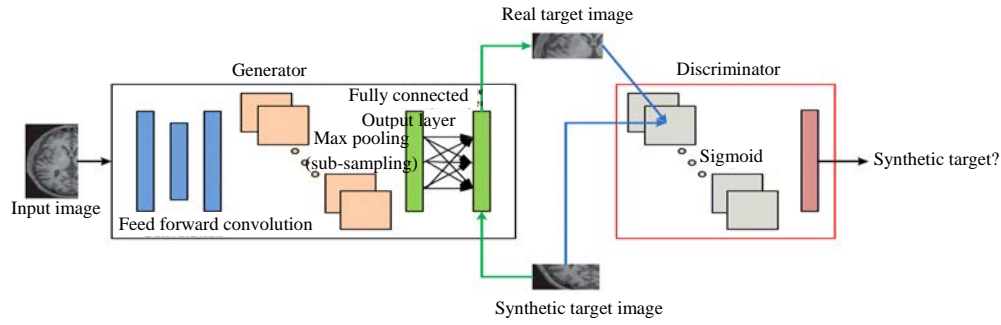 Real target image
Generator
Discriminator
Fully connected
Output layer
Max pooling
(sub-sampling)
Sigmoid
Synthetic target?
Input image
Feed forward convolution
Synthetic target image